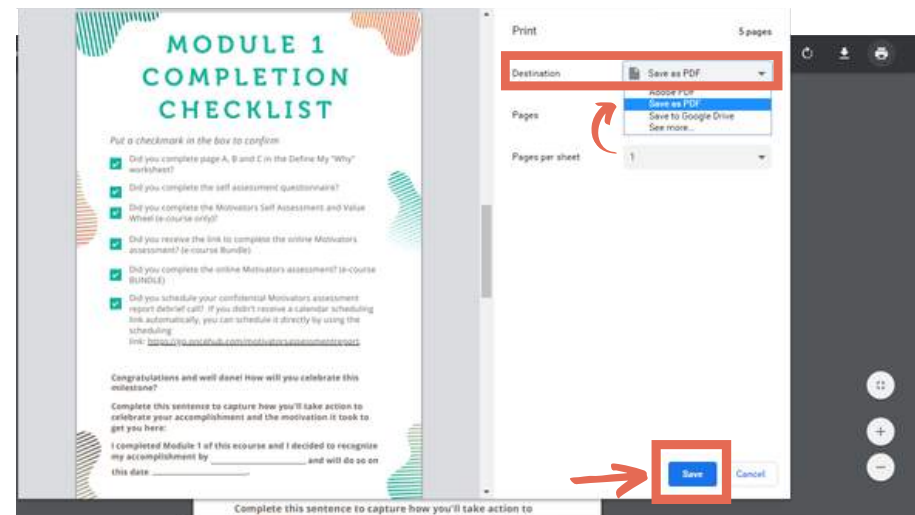 MODULE 1
COMPLETION
CHECKLIST
Put a checkmark in the box to confirm
Did you complete page A, B and C in the Define My "Why"
worksheet?
Did you complete the self assessment questionnaire?
Did you complete the Motivators Self Assessment and Value
Wheel (e-course only)?
Did you receive the link to complete the online Motivators
assessment? (e-course Bundle)
Did you complete the online Motivators assessment? (e-course
BUNDLE)
Did you schedule your confidential Motivators assessment
report debrief call? If you didn't receive a calendar scheduling
link automatically, you can schedule it directly by using the
scheduling
link: https://go.oncehub.com/motivatorsassessmentreport
Congratulations and well done! How will you celebrate this
milestone?
Complete this sentence to capture how you'll take action to
celebrate your accomplishment and the motivation it took to
get you here:
I completed Module 1 of this ecourse and I decided to recognize
my accomplishment by ____________________ and will do so on
this date ____________________.
Print 5 pages
Destination Save as PDF
Adobe PDF
Save as PDF
Pages Save to Google Drive
See more...
Pages per sheet 1
Save Cancel
Complete this sentence to capture how you'll take action to